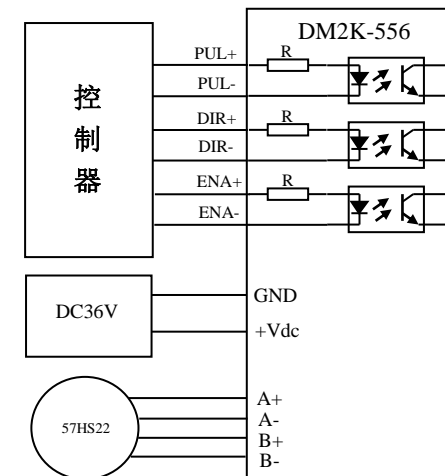 DM2K-556
PUL+
R
PUL-
控
制
器
DIR+
R
DIR-
ENA+
R
ENA-
DC36V
GND
+Vdc
57HS22
A+
A-
B+
B-